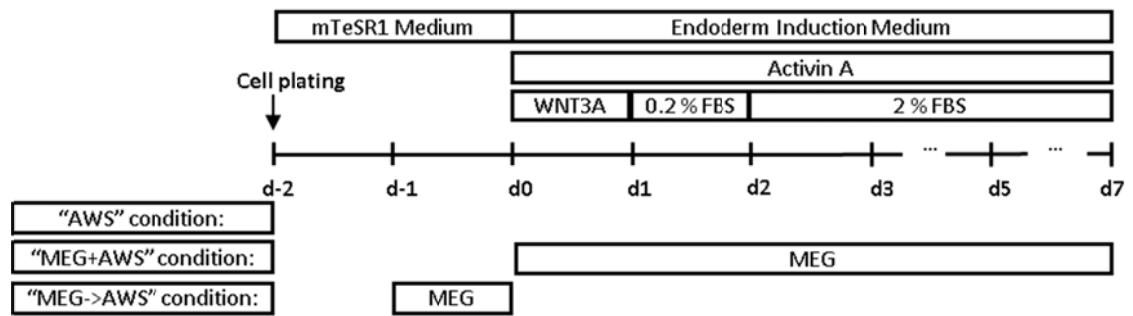 mTeSR1 Medium Endoderm Induction Medium
Activin A
Cell plating
WNT3A 0.2 % FBS 2 % FBS
... ...
d-2 d-1 d0 d1 d2 d3 d5 d7
“AWS” condition:
“MEG+AWS” condition: MEG
“MEG->AWS” condition: MEG